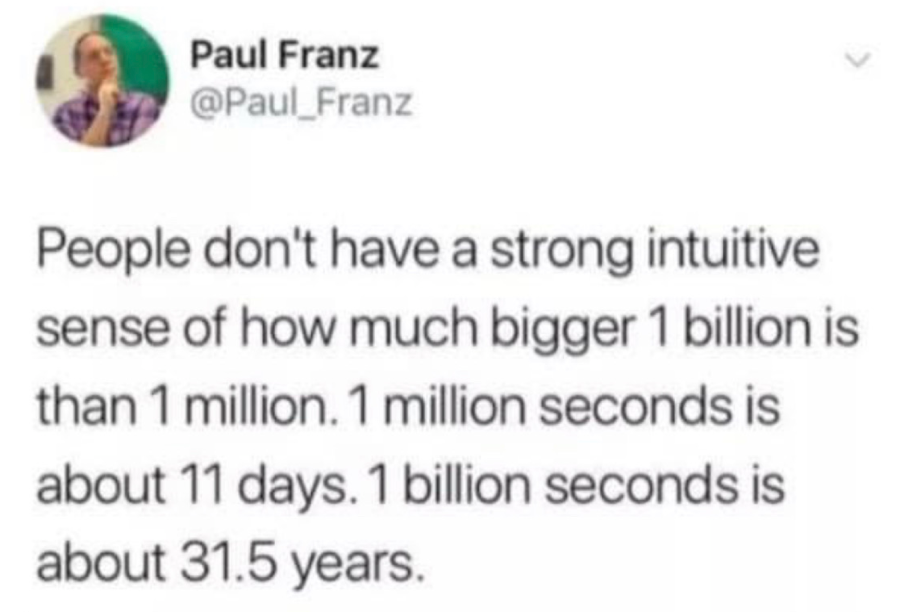 Paul Franz
@Paul_Franz
People don't have a strong intuitive
sense of how much bigger 1 billion is
than 1 million. 1 million seconds is
about 11 days. 1 billion seconds is
about 31.5 years.